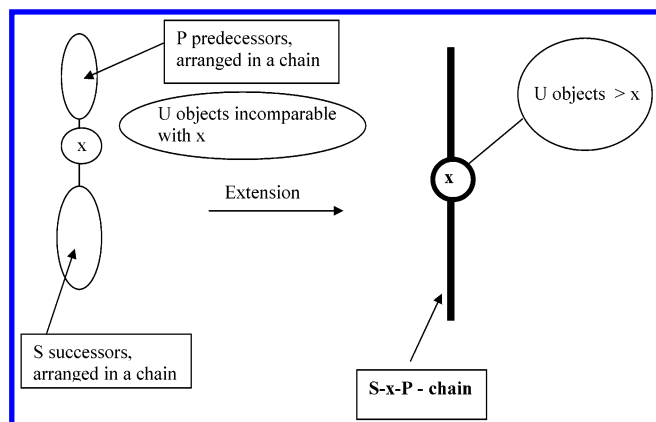 P predecessors,
arranged in a chain
U objects incomparable
with x
x
Extension
S successors,
arranged in a chain
U objects > x
x
S-x-P - chain